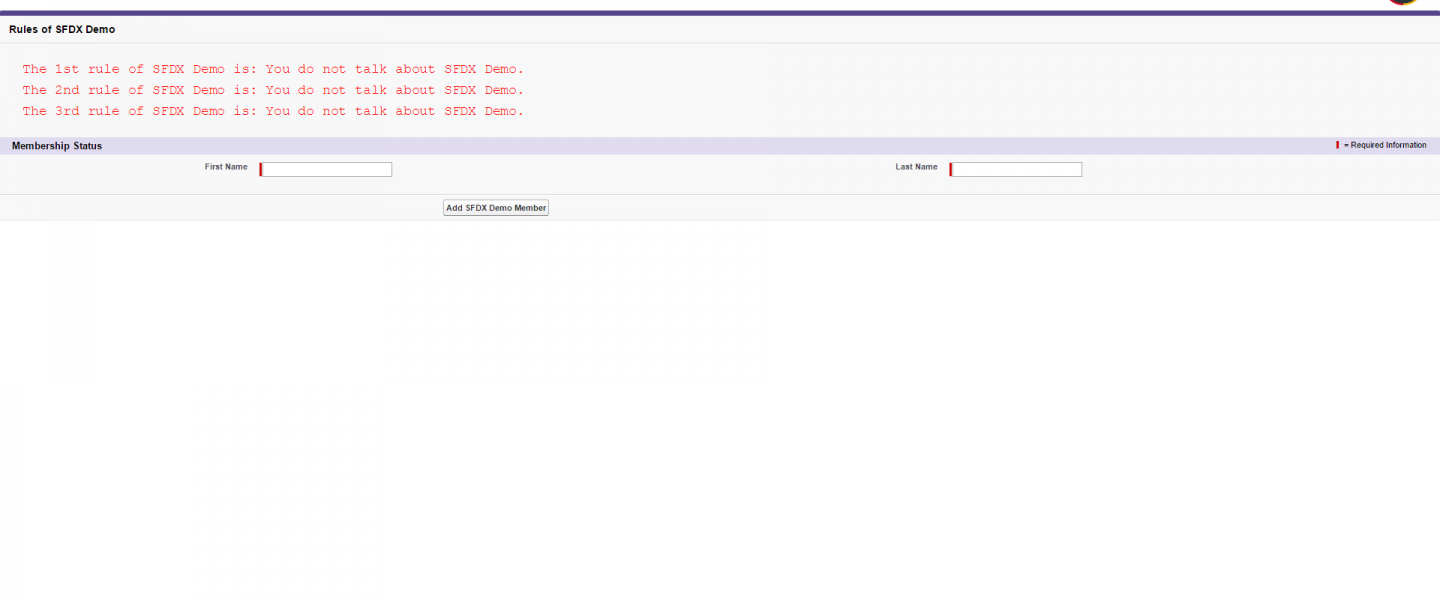 Rules of SFDX Demo
The 1st rule of SFDX Demo is: You do not talk about SFDX Demo.
The 2nd rule of SFDX Demo is: You do not talk about SFDX Demo.
The 3rd rule of SFDX Demo is: You do not talk about SFDX Demo.
Membership Status
= Required Information
First Name
Last Name
Add SFDX Demo Member